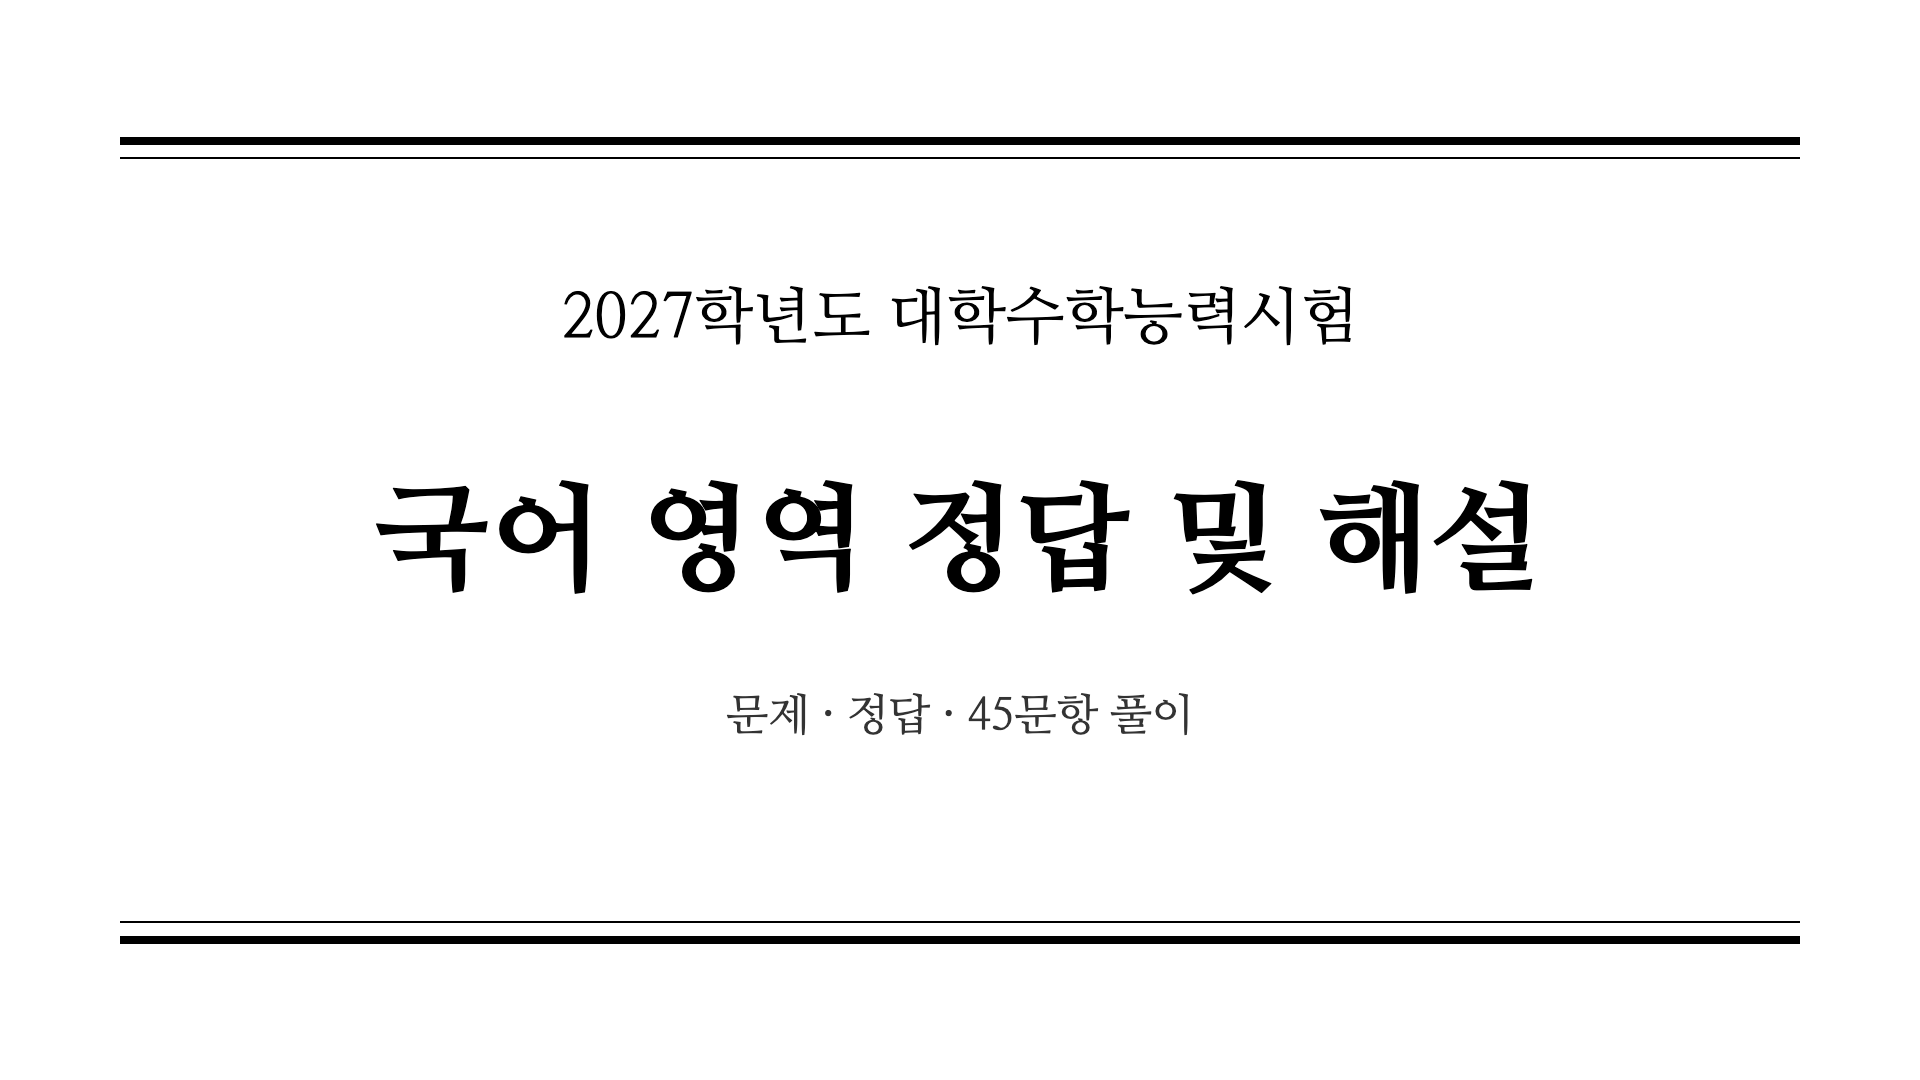 2027학년도 대학수학능력시험
국어 영역 정답 및 해설
문제 · 정답 · 45문항 풀이